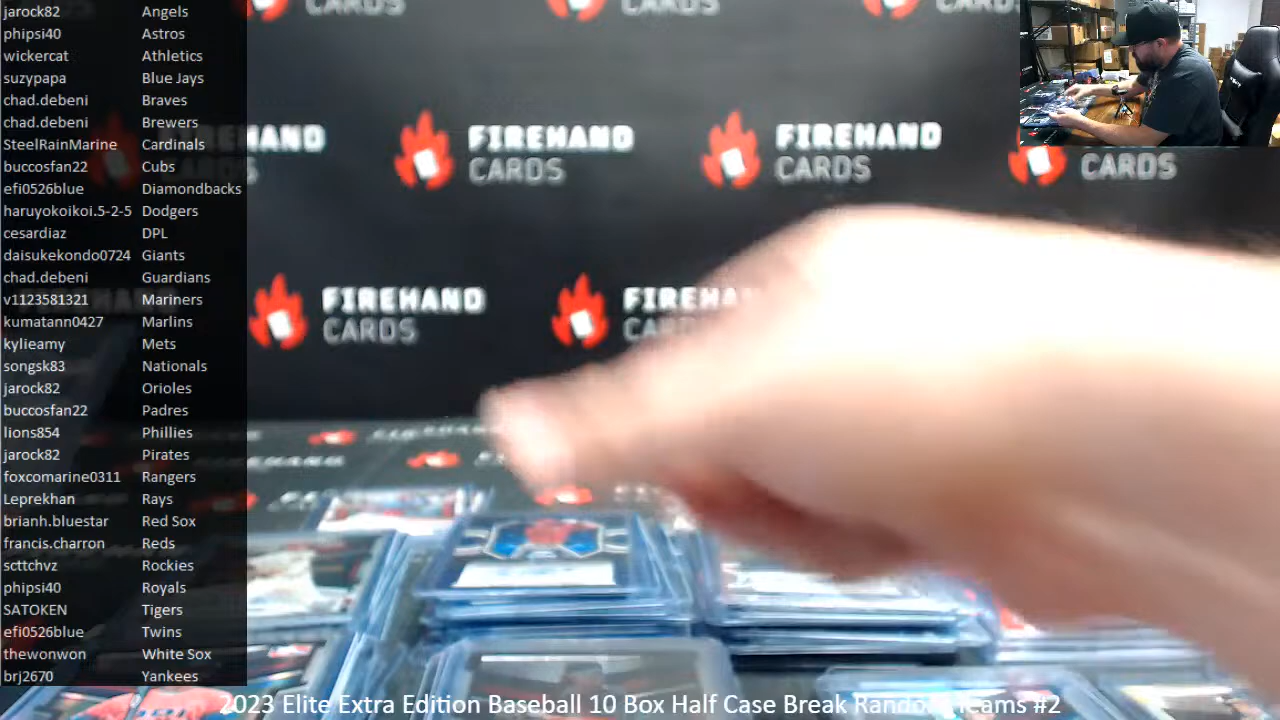 jarock82 Angels
phipsi40 Astros
wickercat Athletics
suzypapa Blue Jays
chad.debeni Braves
chad.debeni Brewers
SteelRainMarine Cardinals
buccosfan22 Cubs
efi0526blue Diamondbacks
haruyokoikoi.5-2-5 Dodgers
cesardiaz DPL
daisukekondo0724 Giants
chad.debeni Guardians
v1123581321 Mariners
kumatann0427 Marlins
kylieamy Mets
songsk83 Nationals
jarock82 Orioles
buccosfan22 Padres
lions854 Phillies
jarock82 Pirates
foxcomarine0311 Rangers
Leprekhan Rays
brianh.bluestar Red Sox
francis.charron Reds
scttchvz Rockies
phipsi40 Royals
SATOKEN Tigers
efi0526blue Twins
thewonwon White Sox
brj2670 Yankees
CARDS
CARDS
FIREHAND
CARDS
FIREHAND
CARDS
CARDS
FIREHAND
CARDS
2023 Elite Extra Edition Baseball 10 Box Half Case Break Random Teams #2